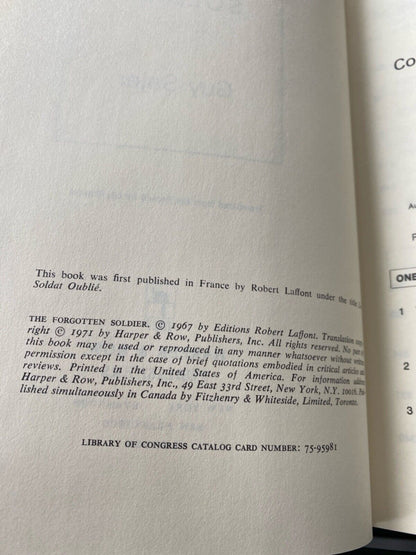 This book was first published in France by Robert Laffont under the title
Soldat Oublié.
THE FORGOTTEN SOLDIER. © 1967 by Editions Robert Laffont. Translation copy-
right © 1971 by Harper & Row, Publishers, Inc. All rights reserved. No part of
this book may be used or reproduced in any manner whatsoever without written
permission except in the case of brief quotations embodied in critical articles and
reviews. Printed in the United States of America. For information address
Harper & Row, Publishers, Inc., 49 East 33rd Street, New York, N.Y. 10016. Pub-
lished simultaneously in Canada by Fitzhenry & Whiteside, Limited, Toronto.
LIBRARY OF CONGRESS CATALOG CARD NUMBER: 75-95981
Co
ONE
1
2
3